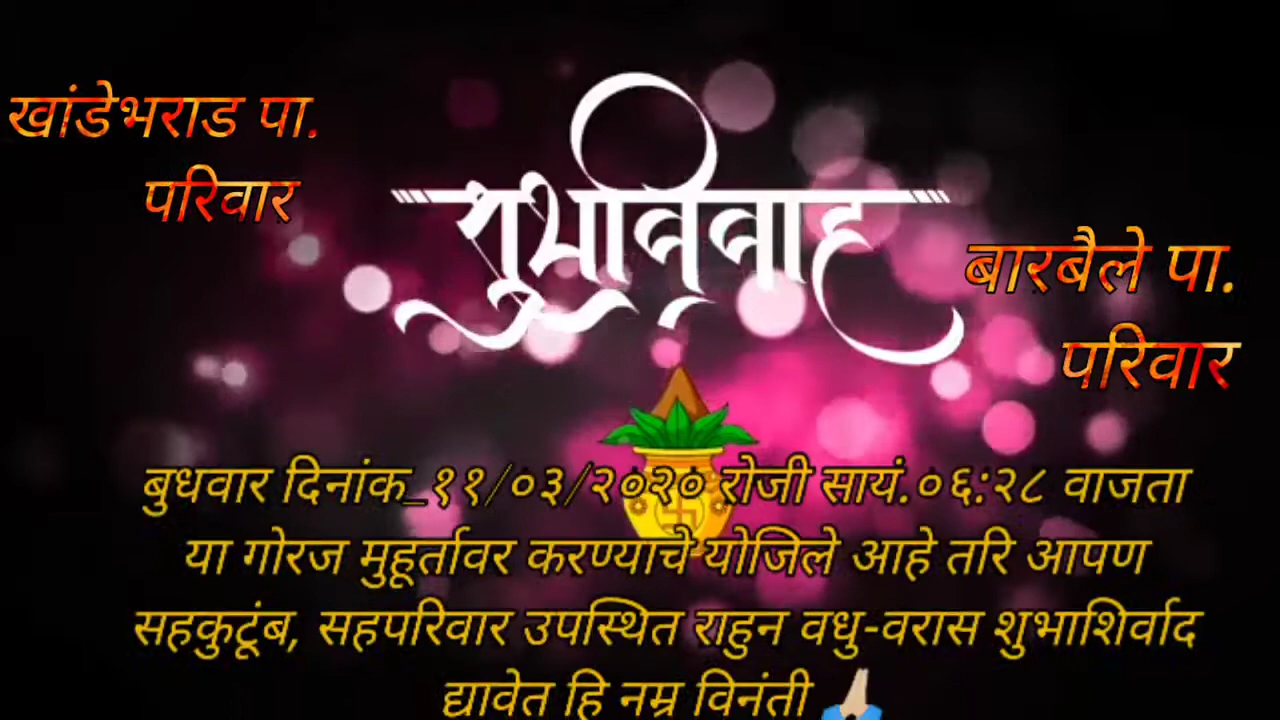 खांडेभराड पा.
परिवार
शुभविवाह
बारबैले पा.
परिवार
बुधवार दिनांक_११/०३/२०२० रोजी सायं.०६:२८ वाजता
या गोरज मुहूर्तावर करण्याचे योजिले आहे तरि आपण
सहकुटूंब, सहपरिवार उपस्थित राहुन वधु-वरास शुभाशिर्वाद
द्यावेत हि नम्र विनंती